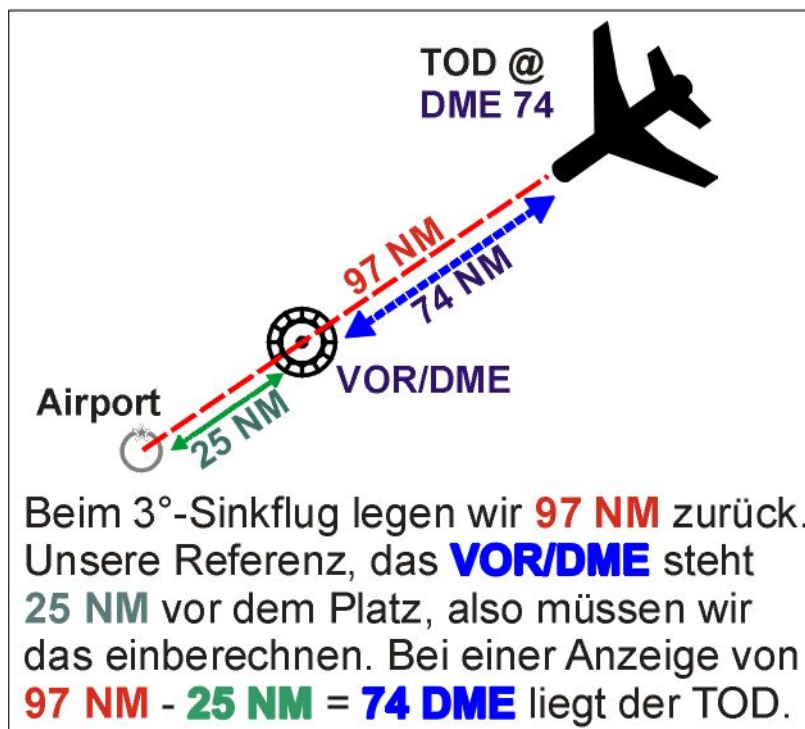 TOD @
DME 74
97 NM
74 NM
VOR/DME
Airport
25 NM
Beim 3°-Sinkflug legen wir 97 NM zurück.
Unsere Referenz, das VOR/DME steht
25 NM vor dem Platz, also müssen wir
das einberechnen. Bei einer Anzeige von
97 NM - 25 NM = 74 DME liegt der TOD.